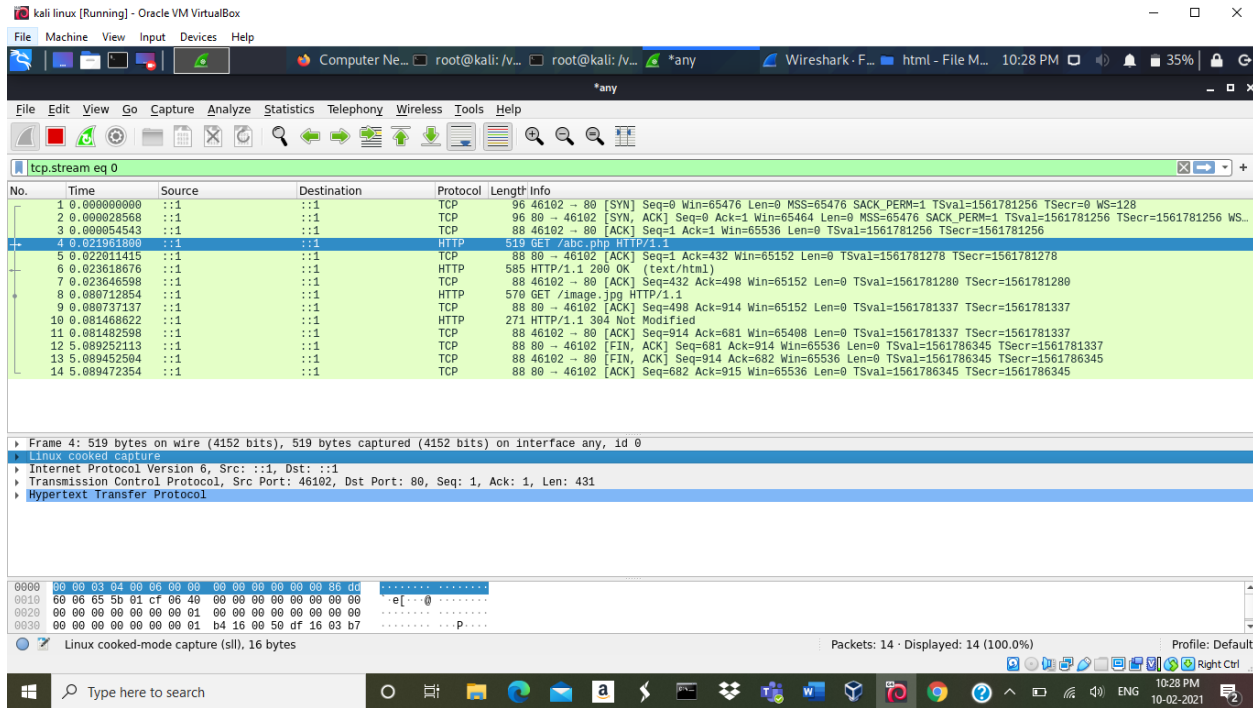 kali linux [Running] - Oracle VM VirtualBox
File Machine View Input Devices Help
Computer Ne... root@kali: /v... root@kali: /v... *any Wireshark · F... html - File M... 10:28 PM 35%
*any
File Edit View Go Capture Analyze Statistics Telephony Wireless Tools Help
tcp.stream eq 0
No. Time Source Destination Protocol Length Info
1 0.000000000 ::1 ::1 TCP 96 46102 → 80 [SYN] Seq=0 Win=65476 Len=0 MSS=65476 SACK_PERM=1 TSval=1561781256 TSecr=0 WS=128
2 0.000028568 ::1 ::1 TCP 96 80 → 46102 [SYN, ACK] Seq=0 Ack=1 Win=65464 Len=0 MSS=65476 SACK_PERM=1 TSval=1561781256 TSecr=1561781256 WS...
3 0.000054543 ::1 ::1 TCP 88 46102 → 80 [ACK] Seq=1 Ack=1 Win=65536 Len=0 TSval=1561781256 TSecr=1561781256
4 0.021961800 ::1 ::1 HTTP 519 GET /abc.php HTTP/1.1
5 0.022011415 ::1 ::1 TCP 88 80 → 46102 [ACK] Seq=1 Ack=432 Win=65152 Len=0 TSval=1561781278 TSecr=1561781278
6 0.023618676 ::1 ::1 HTTP 585 HTTP/1.1 200 OK (text/html)
7 0.023646598 ::1 ::1 TCP 88 46102 → 80 [ACK] Seq=432 Ack=498 Win=65152 Len=0 TSval=1561781280 TSecr=1561781280
8 0.080712854 ::1 ::1 HTTP 570 GET /image.jpg HTTP/1.1
9 0.080737137 ::1 ::1 TCP 88 80 → 46102 [ACK] Seq=498 Ack=914 Win=65152 Len=0 TSval=1561781337 TSecr=1561781337
10 0.081468622 ::1 ::1 HTTP 271 HTTP/1.1 304 Not Modified
11 0.081482598 ::1 ::1 TCP 88 46102 → 80 [ACK] Seq=914 Ack=681 Win=65408 Len=0 TSval=1561781337 TSecr=1561781337
12 5.089252113 ::1 ::1 TCP 88 80 → 46102 [FIN, ACK] Seq=681 Ack=914 Win=65536 Len=0 TSval=1561786345 TSecr=1561781337
13 5.089452504 ::1 ::1 TCP 88 46102 → 80 [FIN, ACK] Seq=914 Ack=682 Win=65536 Len=0 TSval=1561786345 TSecr=1561786345
14 5.089472354 ::1 ::1 TCP 88 80 → 46102 [ACK] Seq=682 Ack=915 Win=65536 Len=0 TSval=1561786345 TSecr=1561786345
Frame 4: 519 bytes on wire (4152 bits), 519 bytes captured (4152 bits) on interface any, id 0
Linux cooked capture
Internet Protocol Version 6, Src: ::1, Dst: ::1
Transmission Control Protocol, Src Port: 46102, Dst Port: 80, Seq: 1, Ack: 1, Len: 431
Hypertext Transfer Protocol
0000 00 00 03 04 00 06 00 00 00 00 00 00 00 00 86 dd ········ ········
0010 60 06 65 5b 01 cf 06 40 00 00 00 00 00 00 00 00 `·e[···@ ········
0020 00 00 00 00 00 00 00 01 00 00 00 00 00 00 00 00 ········ ········
0030 00 00 00 00 00 00 00 01 b4 16 00 50 df 16 03 b7 ········ ···P····
Linux cooked-mode capture (sll), 16 bytes Packets: 14 · Displayed: 14 (100.0%) Profile: Default
Right Ctrl
Type here to search ENG 10:28 PM
10-02-2021 2